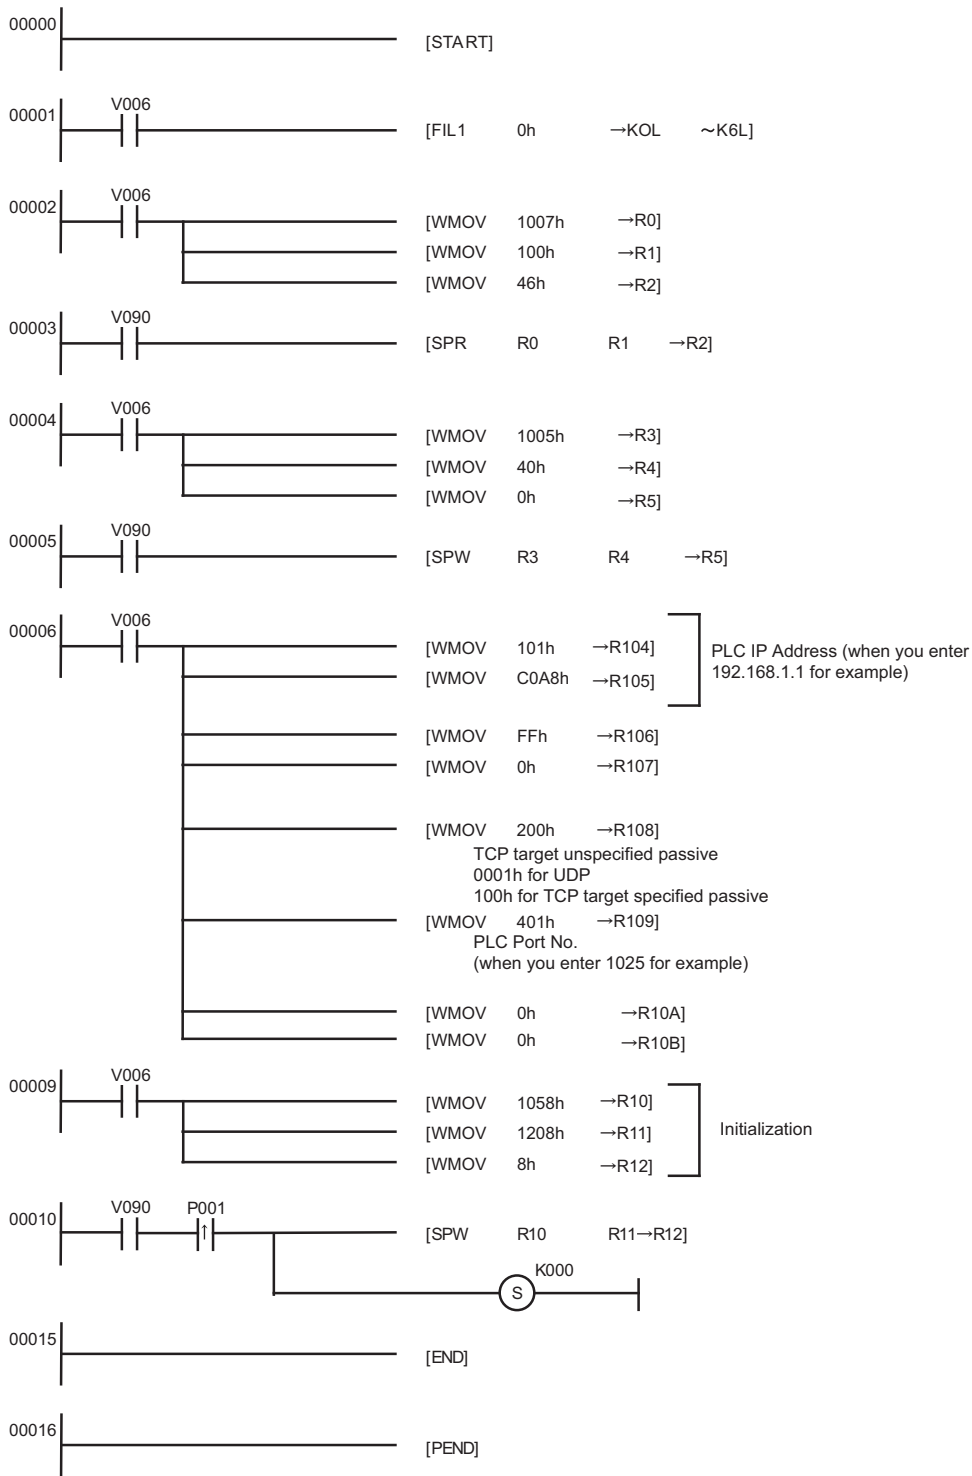 00000
[START]
00001
V006
[FIL1 0h →KOL ～K6L]
00002
V006
[WMOV 1007h →R0]
[WMOV 100h →R1]
[WMOV 46h →R2]
00003
V090
[SPR R0 R1 →R2]
00004
V006
[WMOV 1005h →R3]
[WMOV 40h →R4]
[WMOV 0h →R5]
00005
V090
[SPW R3 R4 →R5]
00006
V006
[WMOV 101h →R104]
[WMOV C0A8h →R105]
PLC IP Address (when you enter
192.168.1.1 for example)
[WMOV FFh →R106]
[WMOV 0h →R107]
[WMOV 200h →R108]
TCP target unspecified passive
0001h for UDP
100h for TCP target specified passive
[WMOV 401h →R109]
PLC Port No.
(when you enter 1025 for example)
[WMOV 0h →R10A]
[WMOV 0h →R10B]
00009
V006
[WMOV 1058h →R10]
[WMOV 1208h →R11]
[WMOV 8h →R12]
Initialization
00010
V090 P001
↑
[SPW R10 R11→R12]
K000
S
00015
[END]
00016
[PEND]